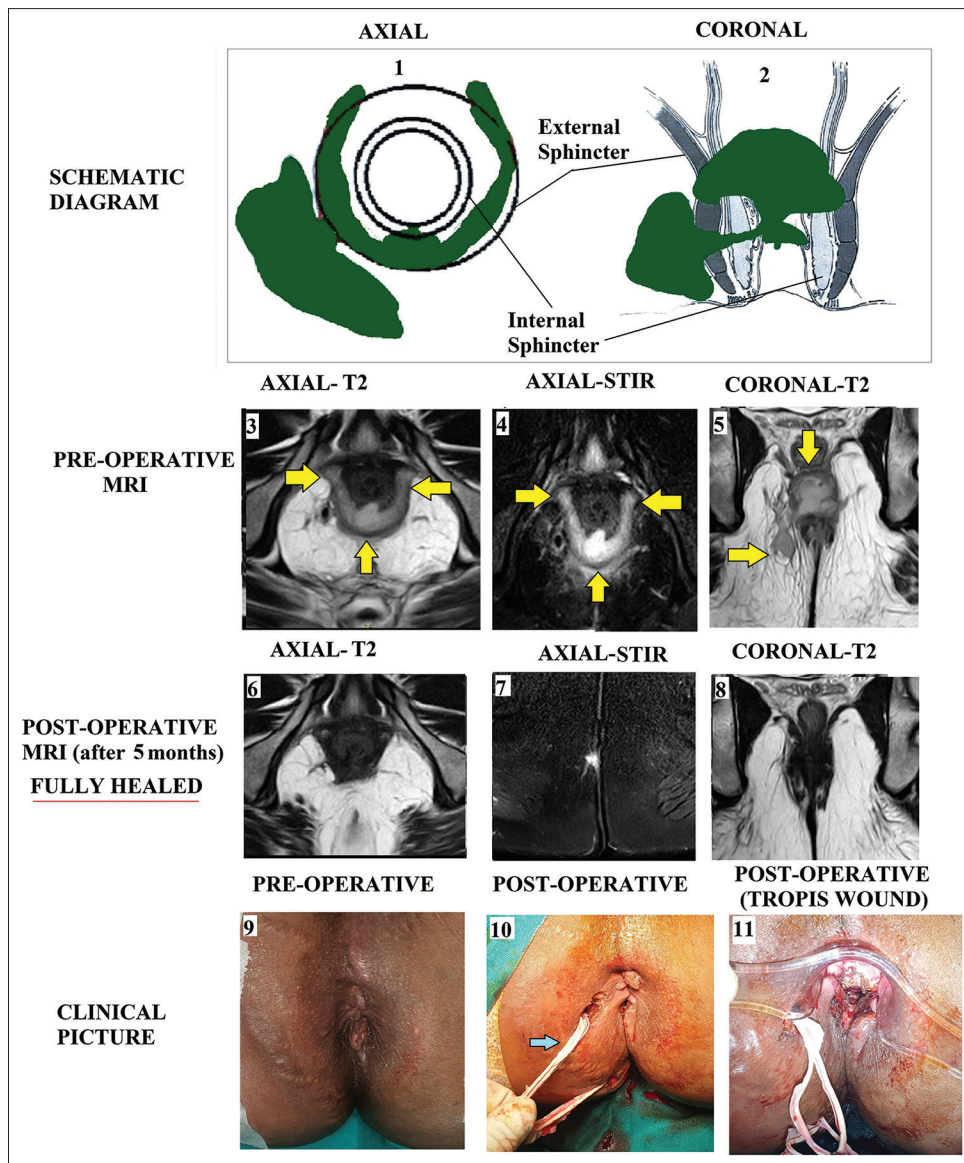 AXIAL
CORONAL
1
2
External
Sphincter
SCHEMATIC
DIAGRAM
Internal
Sphincter
AXIAL- T2
AXIAL-STIR
CORONAL-T2
3
4
5
PRE-OPERATIVE
MRI
AXIAL- T2
AXIAL-STIR
CORONAL-T2
6
7
8
POST-OPERATIVE
MRI (after 5 months)
FULLY HEALED
PRE-OPERATIVE
POST-OPERATIVE
POST-OPERATIVE
(TROPIS WOUND)
9
10
11
CLINICAL
PICTURE